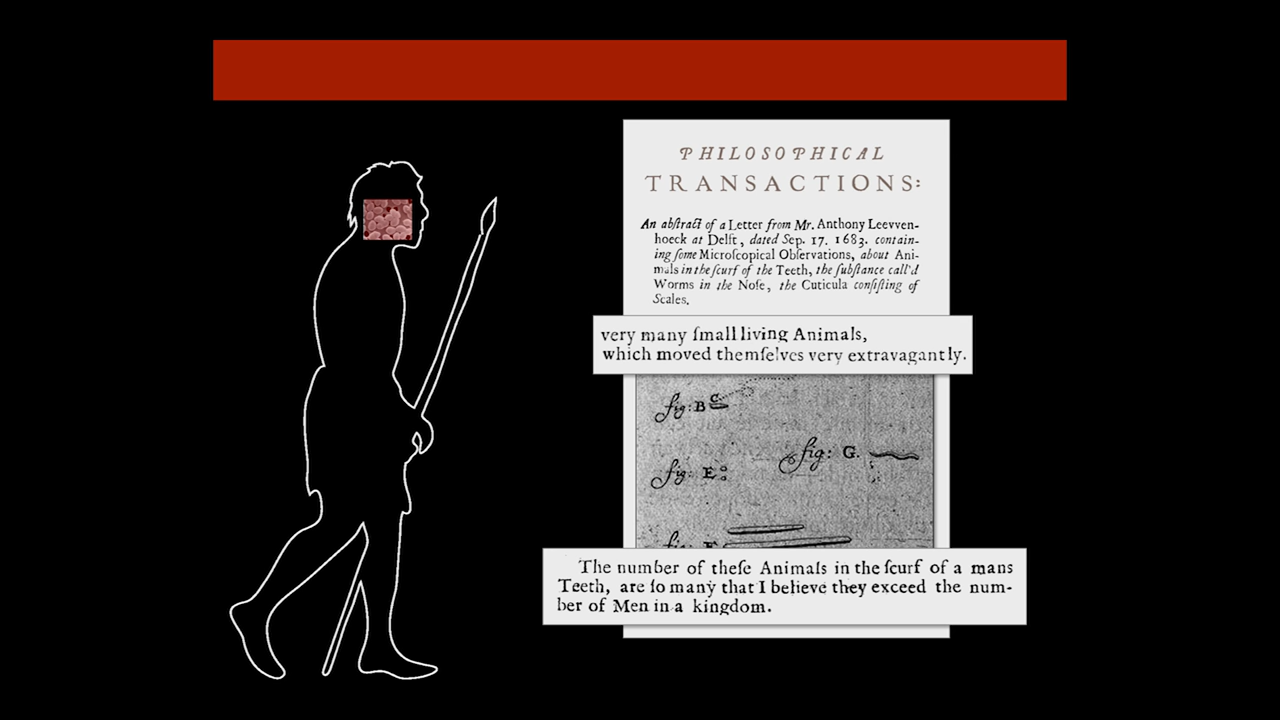 PHILOSOPHICAL
TRANSACTIONS:
An abſtract of a Letter from Mr. Anthony Leevven-
hoeck at Delft, dated Sep. 17. 1683. contain-
ing ſome Microſcopical Obſervations, about Ani-
mals in the ſcurf of the Teeth, the ſubſtance call'd
Worms in the Noſe, the Cuticula conſiſting of
Scales.
very many ſmall living Animals,
which moved themſelves very extravagantly.
fig: B C.
fig: G.
fig: E
fig: F
The number of theſe Animals in the ſcurf of a mans
Teeth, are ſo many that I believe they exceed the num-
ber of Men in a kingdom.